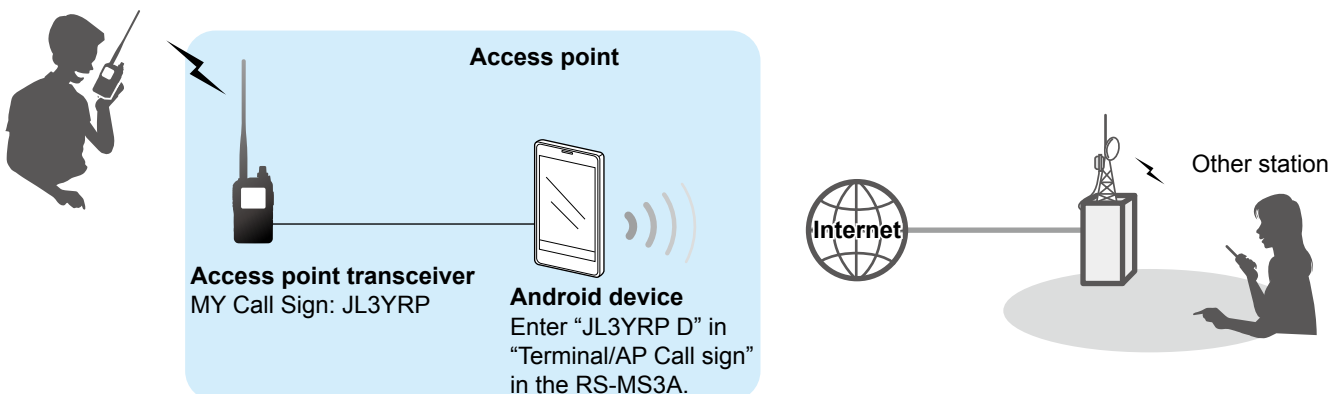 Access point
Other station
Internet
Access point transceiver
MY Call Sign: JL3YRP
Android device
Enter “JL3YRP D” in
“Terminal/AP Call sign”
in the RS-MS3A.